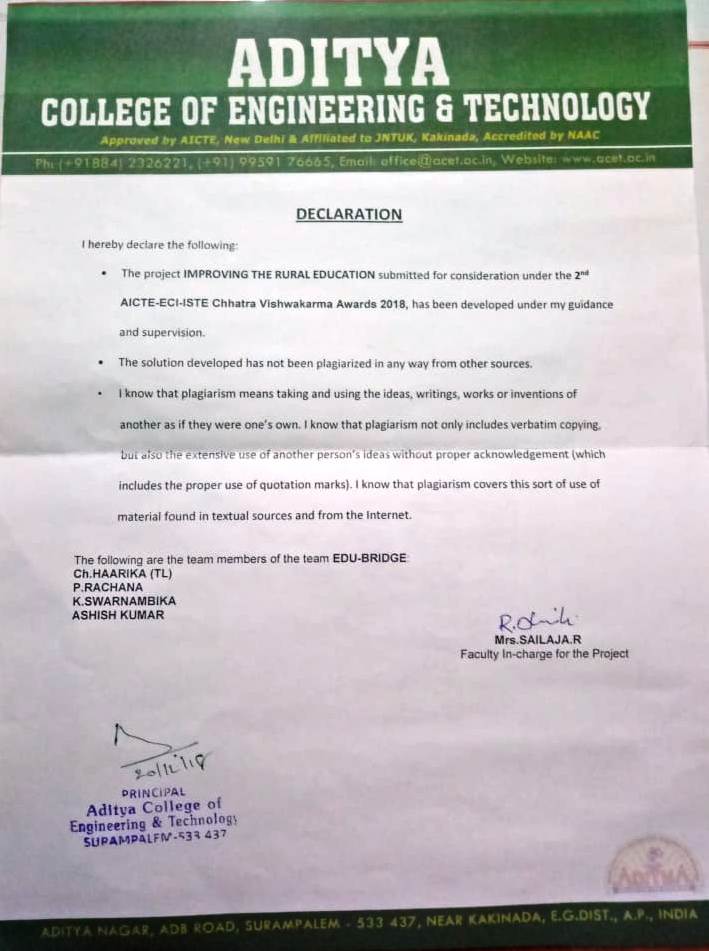 ADITYA
COLLEGE OF ENGINEERING & TECHNOLOGY
Approved by AICTE, New Delhi & Affiliated to JNTUK, Kakinada, Accredited by NAAC
Ph: (+91884) 2326221, (+91) 99591 76665, Email: office@acet.ac.in, Website: www.acet.ac.in
DECLARATION
I hereby declare the following:
• The project IMPROVING THE RURAL EDUCATION submitted for consideration under the 2nd
AICTE-ECI-ISTE Chhatra Vishwakarma Awards 2018, has been developed under my guidance
and supervision.
• The solution developed has not been plagiarized in any way from other sources.
• I know that plagiarism means taking and using the ideas, writings, works or inventions of
another as if they were one's own. I know that plagiarism not only includes verbatim copying,
but also the extensive use of another person's ideas without proper acknowledgement (which
includes the proper use of quotation marks). I know that plagiarism covers this sort of use of
material found in textual sources and from the Internet.
The following are the team members of the team EDU-BRIDGE:
Ch.HAARIKA (TL)
P.RACHANA
K.SWARNAMBIKA
ASHISH KUMAR
Mrs.SAILAJA.R
Faculty In-charge for the Project
20/12/18
PRINCIPAL
Aditya College of
Engineering & Technology
SURAMPALEM-533 437
ADITYA
ADITYA NAGAR, ADB ROAD, SURAMPALEM - 533 437, NEAR KAKINADA, E.G.DIST., A.P., INDIA